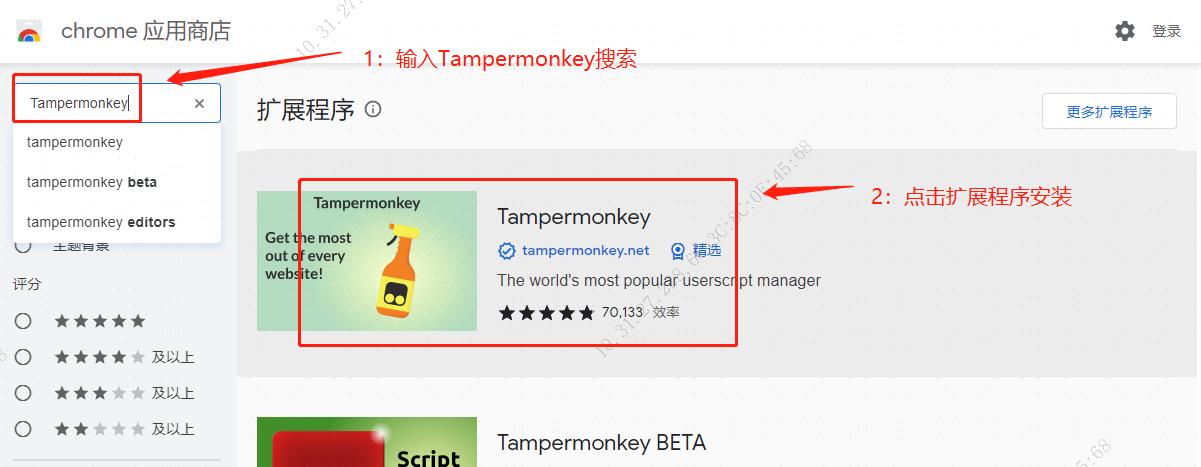 chrome 应用商店
登录
1：输入Tampermonkey搜索
Tampermonkey
tampermonkey
tampermonkey beta
tampermonkey editors
主题背景
评分
及以上
及以上
及以上
扩展程序
更多扩展程序
2：点击扩展程序安装
Tampermonkey
Get the most
out of every
website!
Tampermonkey
tampermonkey.net 精选
The world's most popular userscript manager
70,133 效率
Script
Tampermonkey BETA